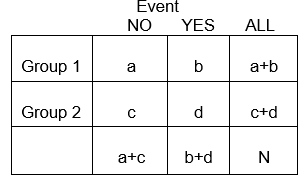 Event
NO YES ALL
Group 1 a b a+b
Group 2 c d c+d
a+c b+d N